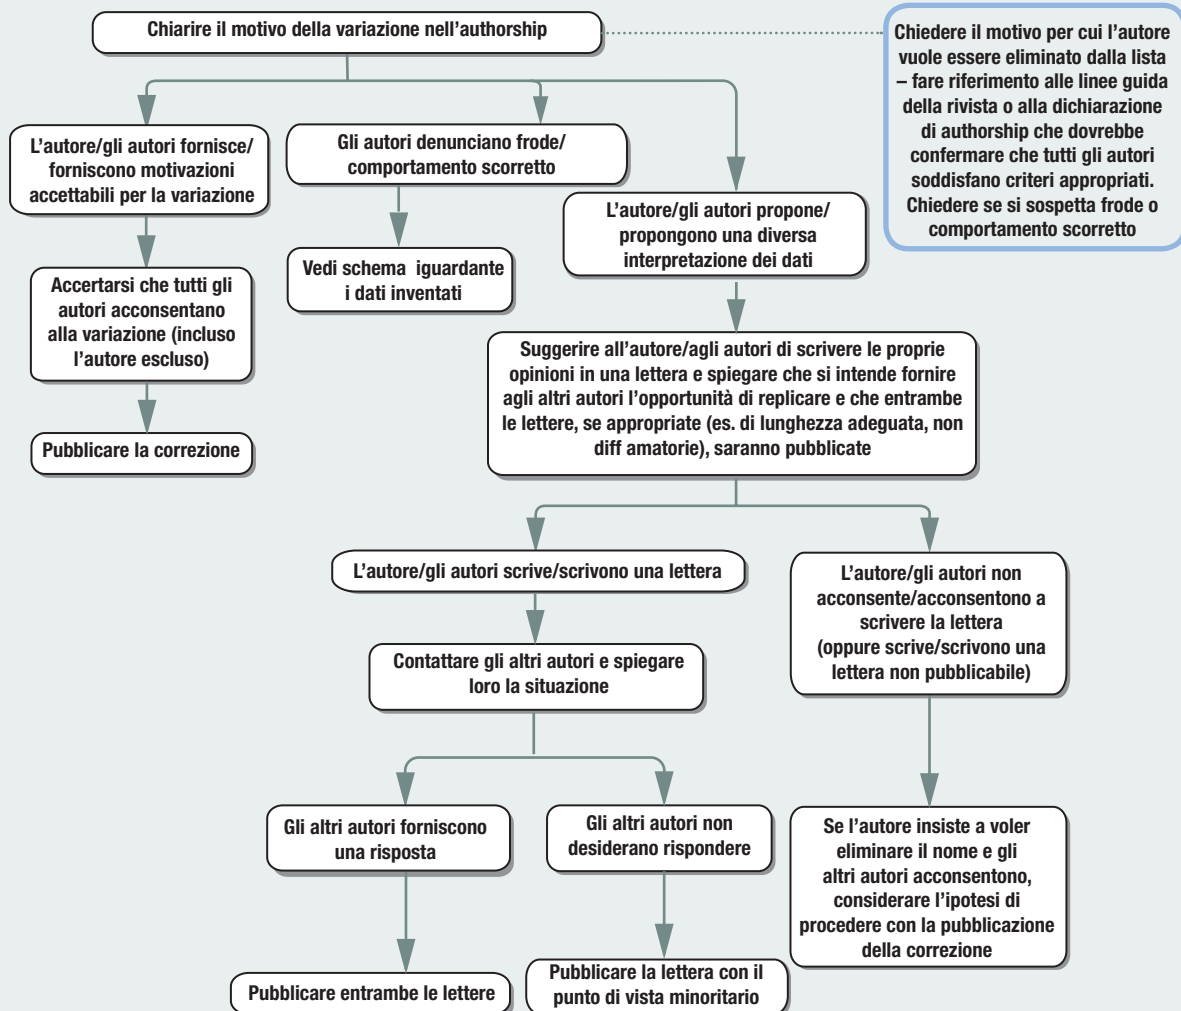 Chiarire il motivo della variazione nell'authorship
Chiedere il motivo per cui l'autore
vuole essere eliminato dalla lista
– fare riferimento alle linee guida
della rivista o alla dichiarazione
di authorship che dovrebbe
confermare che tutti gli autori
soddisfano criteri appropriati.
Chiedere se si sospetta frode o
comportamento scorretto
L'autore/gli autori fornisce/
forniscono motivazioni
accettabili per la variazione
Gli autori denunciano frode/
comportamento scorretto
L'autore/gli autori propone/
propongono una diversa
interpretazione dei dati
Accertarsi che tutti gli
autori acconsentano
alla variazione (incluso
l'autore escluso)
Vedi schema iguardante
i dati inventati
Suggerire all'autore/agli autori di scrivere le proprie
opinioni in una lettera e spiegare che si intende fornire
agli altri autori l'opportunità di replicare e che entrambe
le lettere, se appropriate (es. di lunghezza adeguata, non
diff amatorie), saranno pubblicate
Pubblicare la correzione
L'autore/gli autori scrive/scrivono una lettera
L'autore/gli autori non
acconsente/acconsentono a
scrivere la lettera
(oppure scrive/scrivono una
lettera non pubblicabile)
Contattare gli altri autori e spiegare
loro la situazione
Gli altri autori forniscono
una risposta
Gli altri autori non
desiderano rispondere
Se l'autore insiste a voler
eliminare il nome e gli
altri autori acconsentono,
considerare l'ipotesi di
procedere con la pubblicazione
della correzione
Pubblicare entrambe le lettere
Pubblicare la lettera con il
punto di vista minoritario